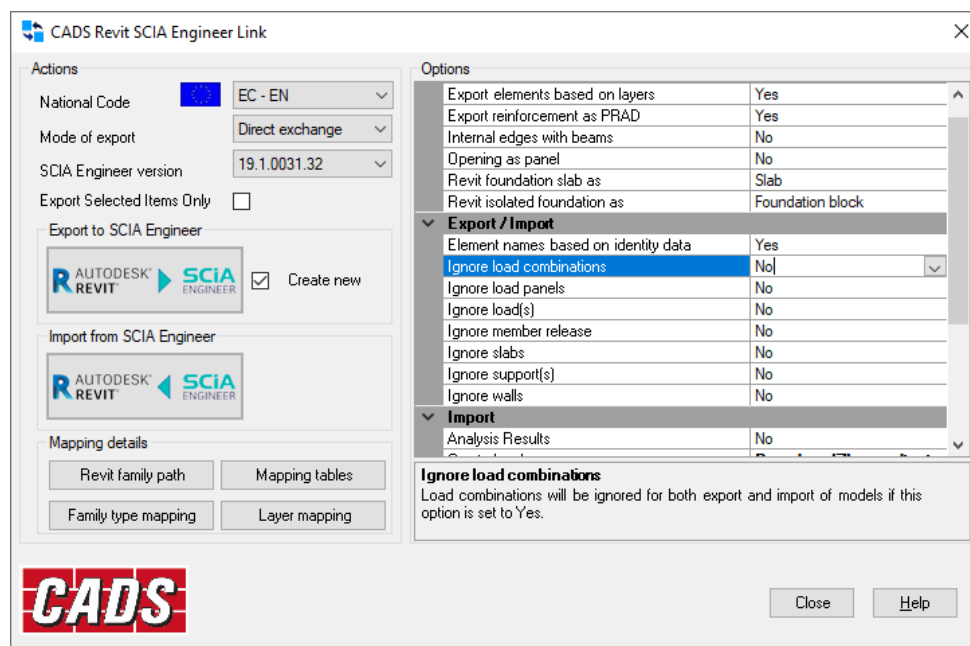 CADS Revit SCIA Engineer Link
Actions
National Code
EC - EN
Mode of export
Direct exchange
SCIA Engineer version
19.1.0031.32
Export Selected Items Only
Export to SCIA Engineer
R AUTODESK® REVIT® SCiA ENGINEER
Create new
Import from SCIA Engineer
R AUTODESK® REVIT® SCiA ENGINEER
Mapping details
Revit family path
Mapping tables
Family type mapping
Layer mapping
Options
Export elements based on layers Yes
Export reinforcement as PRAD Yes
Internal edges with beams No
Opening as panel No
Revit foundation slab as Slab
Revit isolated foundation as Foundation block
Export / Import
Element names based on identity data Yes
Ignore load combinations No
Ignore load panels No
Ignore load(s) No
Ignore member release No
Ignore slabs No
Ignore support(s) No
Ignore walls No
Import
Analysis Results No
Ignore load combinations
Load combinations will be ignored for both export and import of models if this
option is set to Yes.
CADS
Close
Help